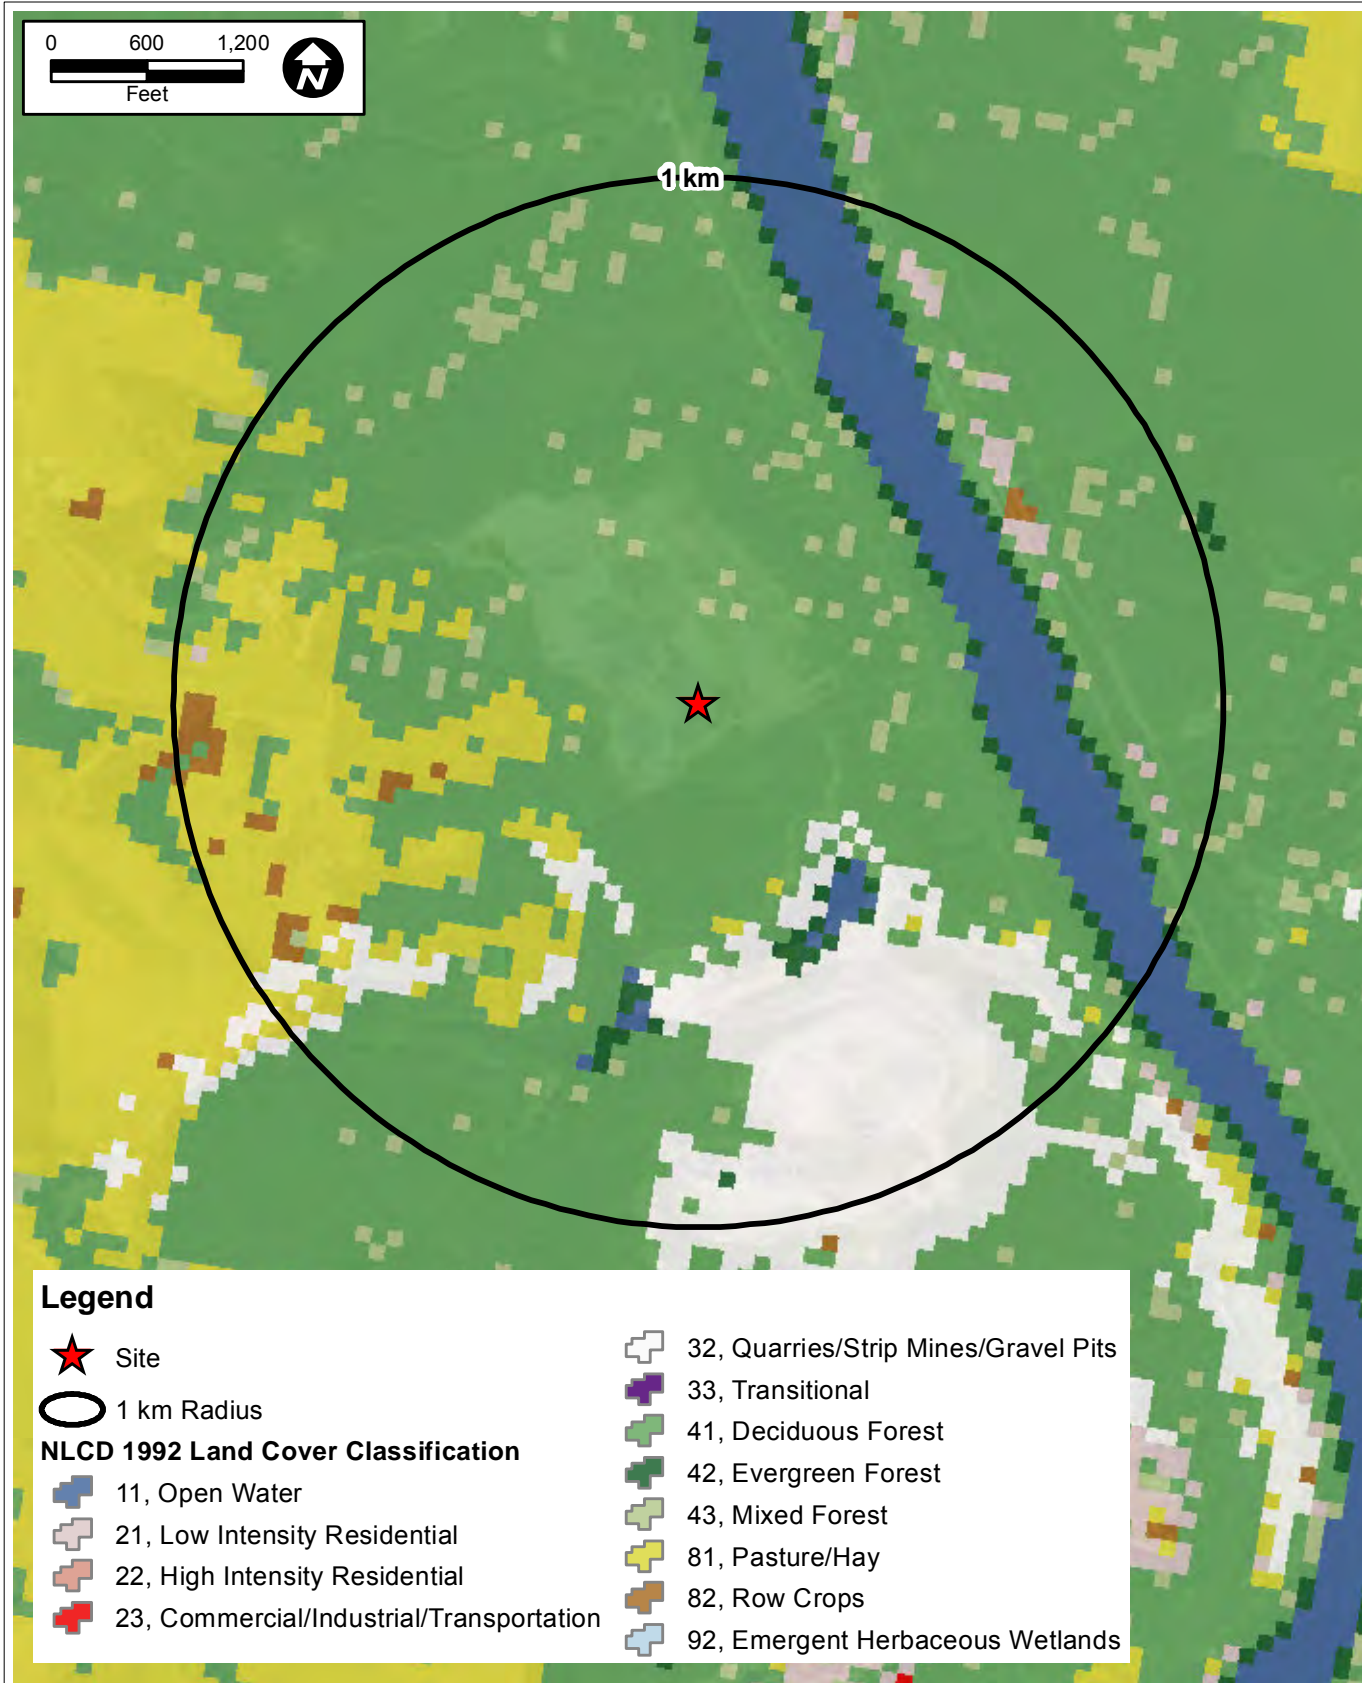 0 600 1,200
N
Feet
1 km
Legend
Site
1 km Radius
NLCD 1992 Land Cover Classification
11, Open Water
21, Low Intensity Residential
22, High Intensity Residential
23, Commercial/Industrial/Transportation
32, Quarries/Strip Mines/Gravel Pits
33, Transitional
41, Deciduous Forest
42, Evergreen Forest
43, Mixed Forest
81, Pasture/Hay
82, Row Crops
92, Emergent Herbaceous Wetlands